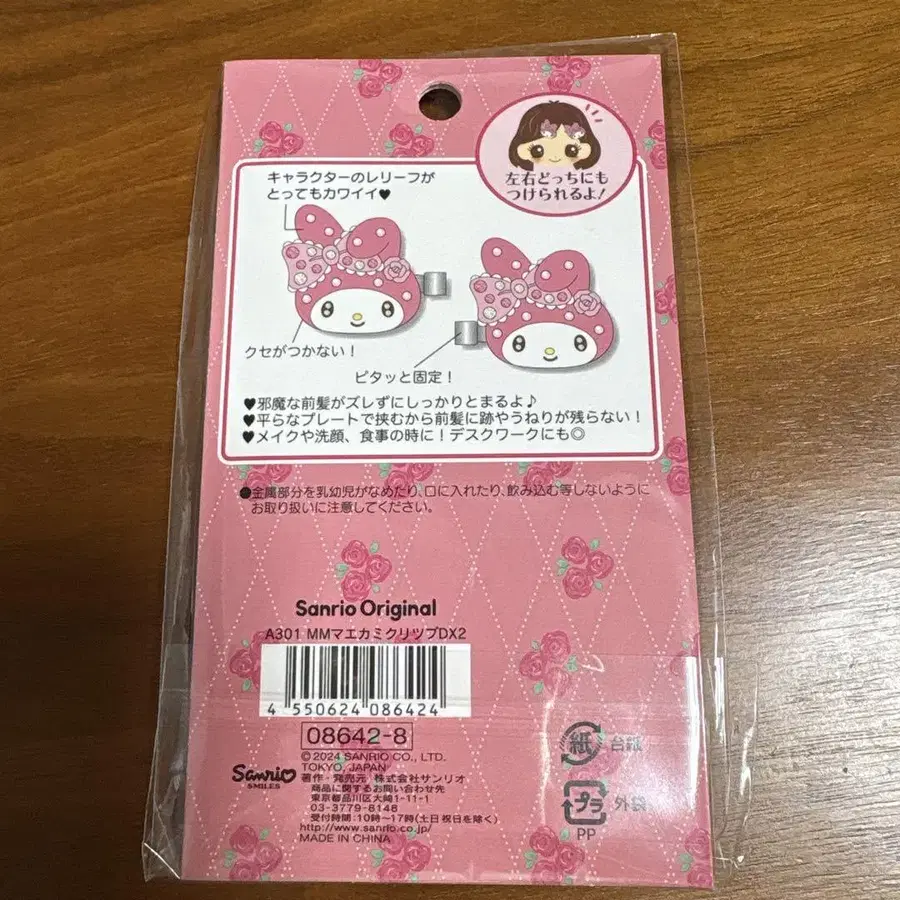 左右どっちにも
つけられるよ!
キャラクターのレリーフが
とってもカワイイ♥
クセがつかない!
ピタッと固定!
♥邪魔な前髪がズレずにしっかりとまるよ♪
♥平らなプレートで挟むから前髪に跡やうねりが残らない!
♥メイクや洗顔、食事の時に!デスクワークにも◎
●金属部分を乳幼児がなめたり、口に入れたり、飲み込む等しないように
お取り扱いに注意してください。
Sanrio Original
A301 MMマエカミクリツプDX2
4 550624 086424
08642-8
©2024 SANRIO CO., LTD.
TOKYO, JAPAN
Sanrio
SMILES
著作・発売元 株式会社サンリオ
商品に関するお問い合わせ先
東京都品川区大崎1-11-1
03-3779-8148
受付時間:10時~17時(土日祝日を除く)
http://www.sanrio.co.jp/
MADE IN CHINA
紙 台紙
プラ 外袋
PP